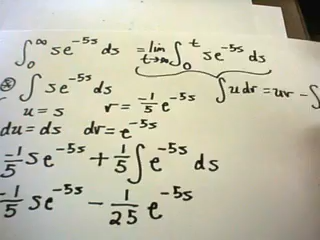 ∫₀^∞ se^{-5s} ds = lim_{t→∞} ∫₀^t se^{-5s} ds
⊛ ∫ se^{-5s} ds ∫u dv = uv - ∫
u = s v = -1/5 e^{-5s}
du = ds dv = e^{-5s}
-1/5 se^{-5s} + 1/5 ∫ e^{-5s} ds
-1/5 se^{-5s} - 1/25 e^{-5s}